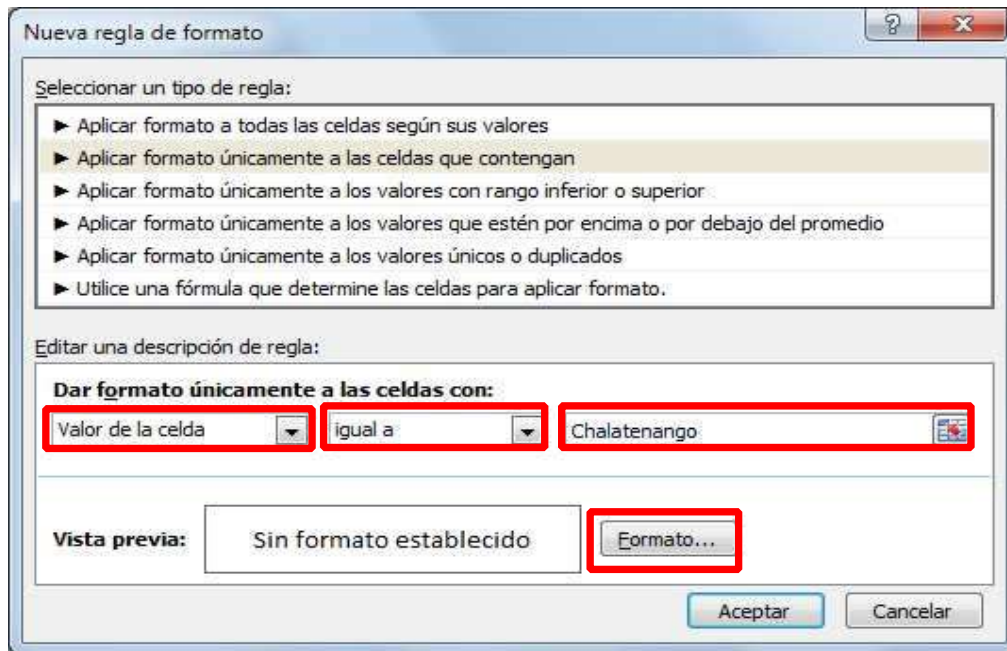 Nueva regla de formato
Seleccionar un tipo de regla:
► Aplicar formato a todas las celdas según sus valores
► Aplicar formato únicamente a las celdas que contengan
► Aplicar formato únicamente a los valores con rango inferior o superior
► Aplicar formato únicamente a los valores que estén por encima o por debajo del promedio
► Aplicar formato únicamente a los valores únicos o duplicados
► Utilice una fórmula que determine las celdas para aplicar formato.
Editar una descripción de regla:
Dar formato únicamente a las celdas con:
Valor de la celda igual a Chalatenango
Vista previa: Sin formato establecido Formato...
Aceptar Cancelar